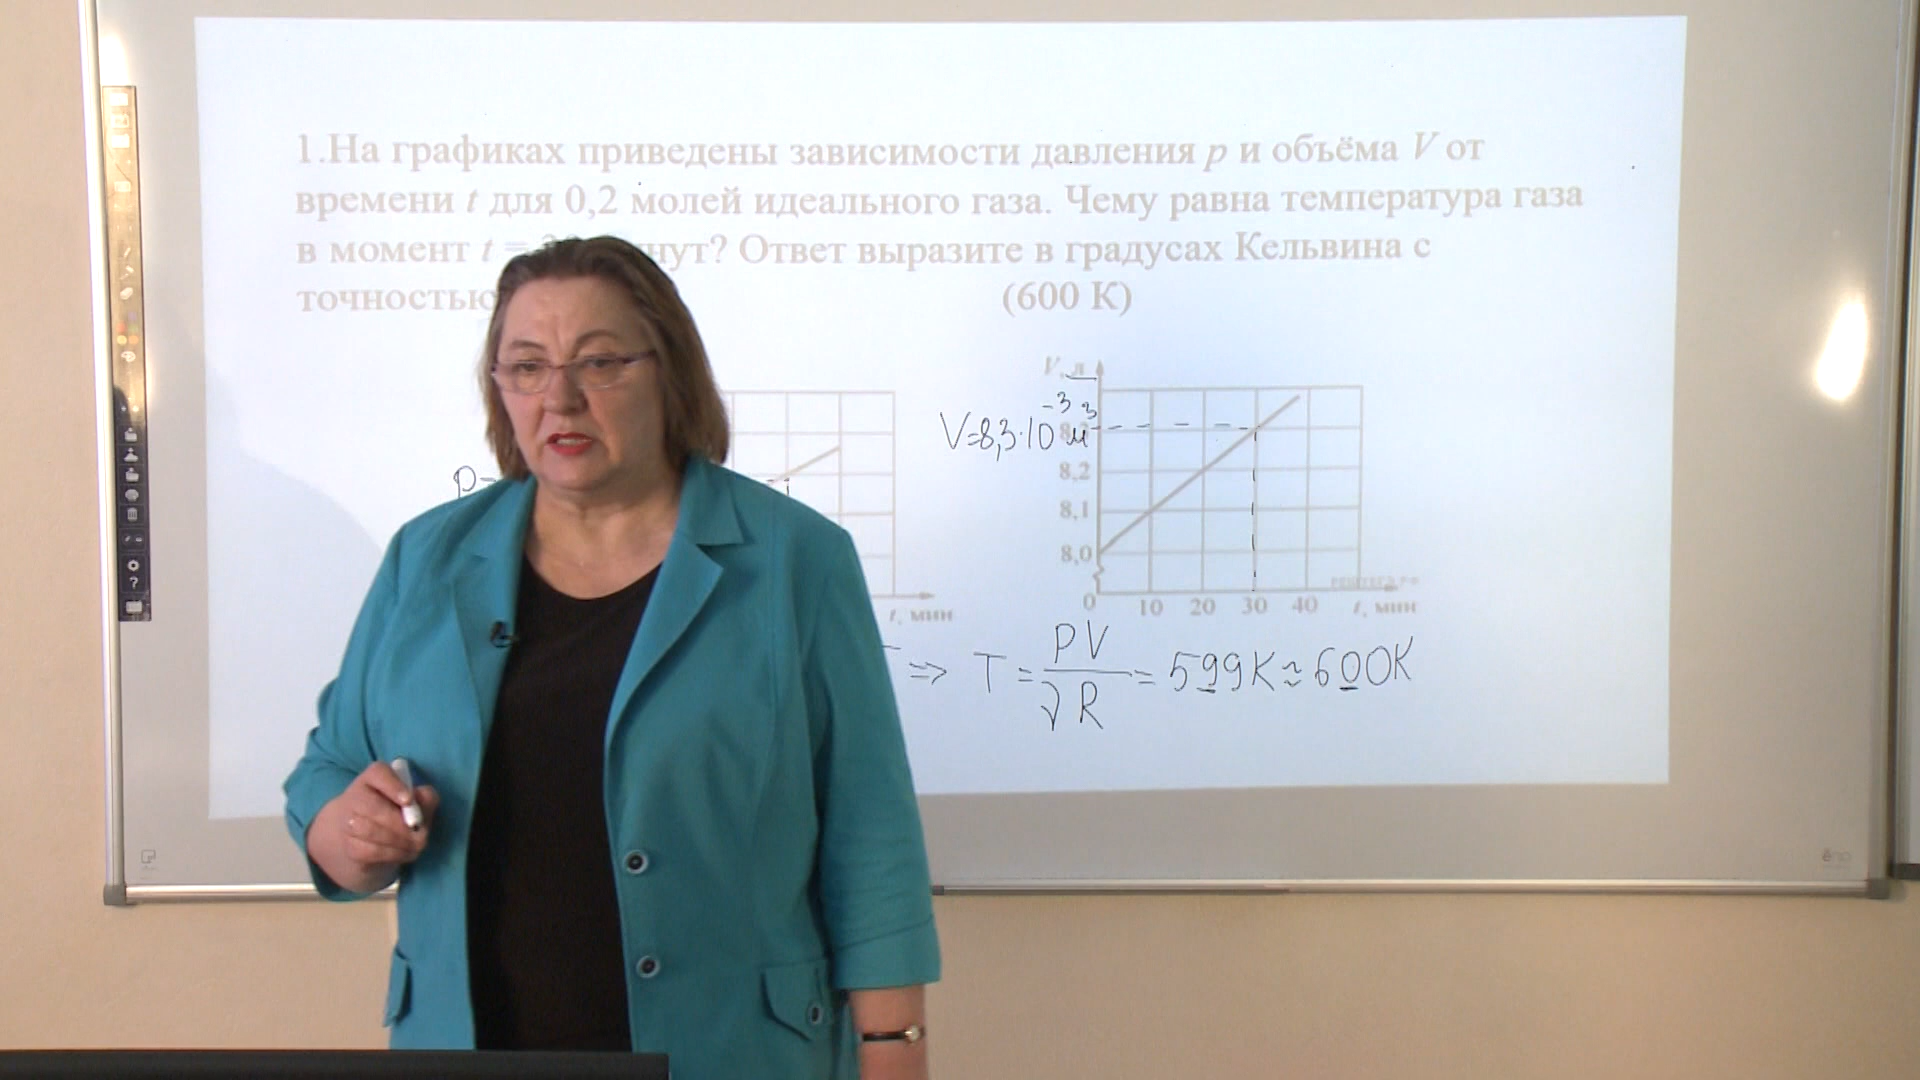 1.На графиках приведены зависимости давления p и объёма V от
времени t для 0,2 молей идеального газа. Чему равна температура газа
в момент t = нут? Ответ выразите в градусах Кельвина с
точностью (600 К)
V, л
V=8,3·10⁻³ м³
P=
8,2
8,1
8,0
0 10 20 30 40 t, мин
t, мин
⇒ T = PV/νR = 599K ≈ 600K